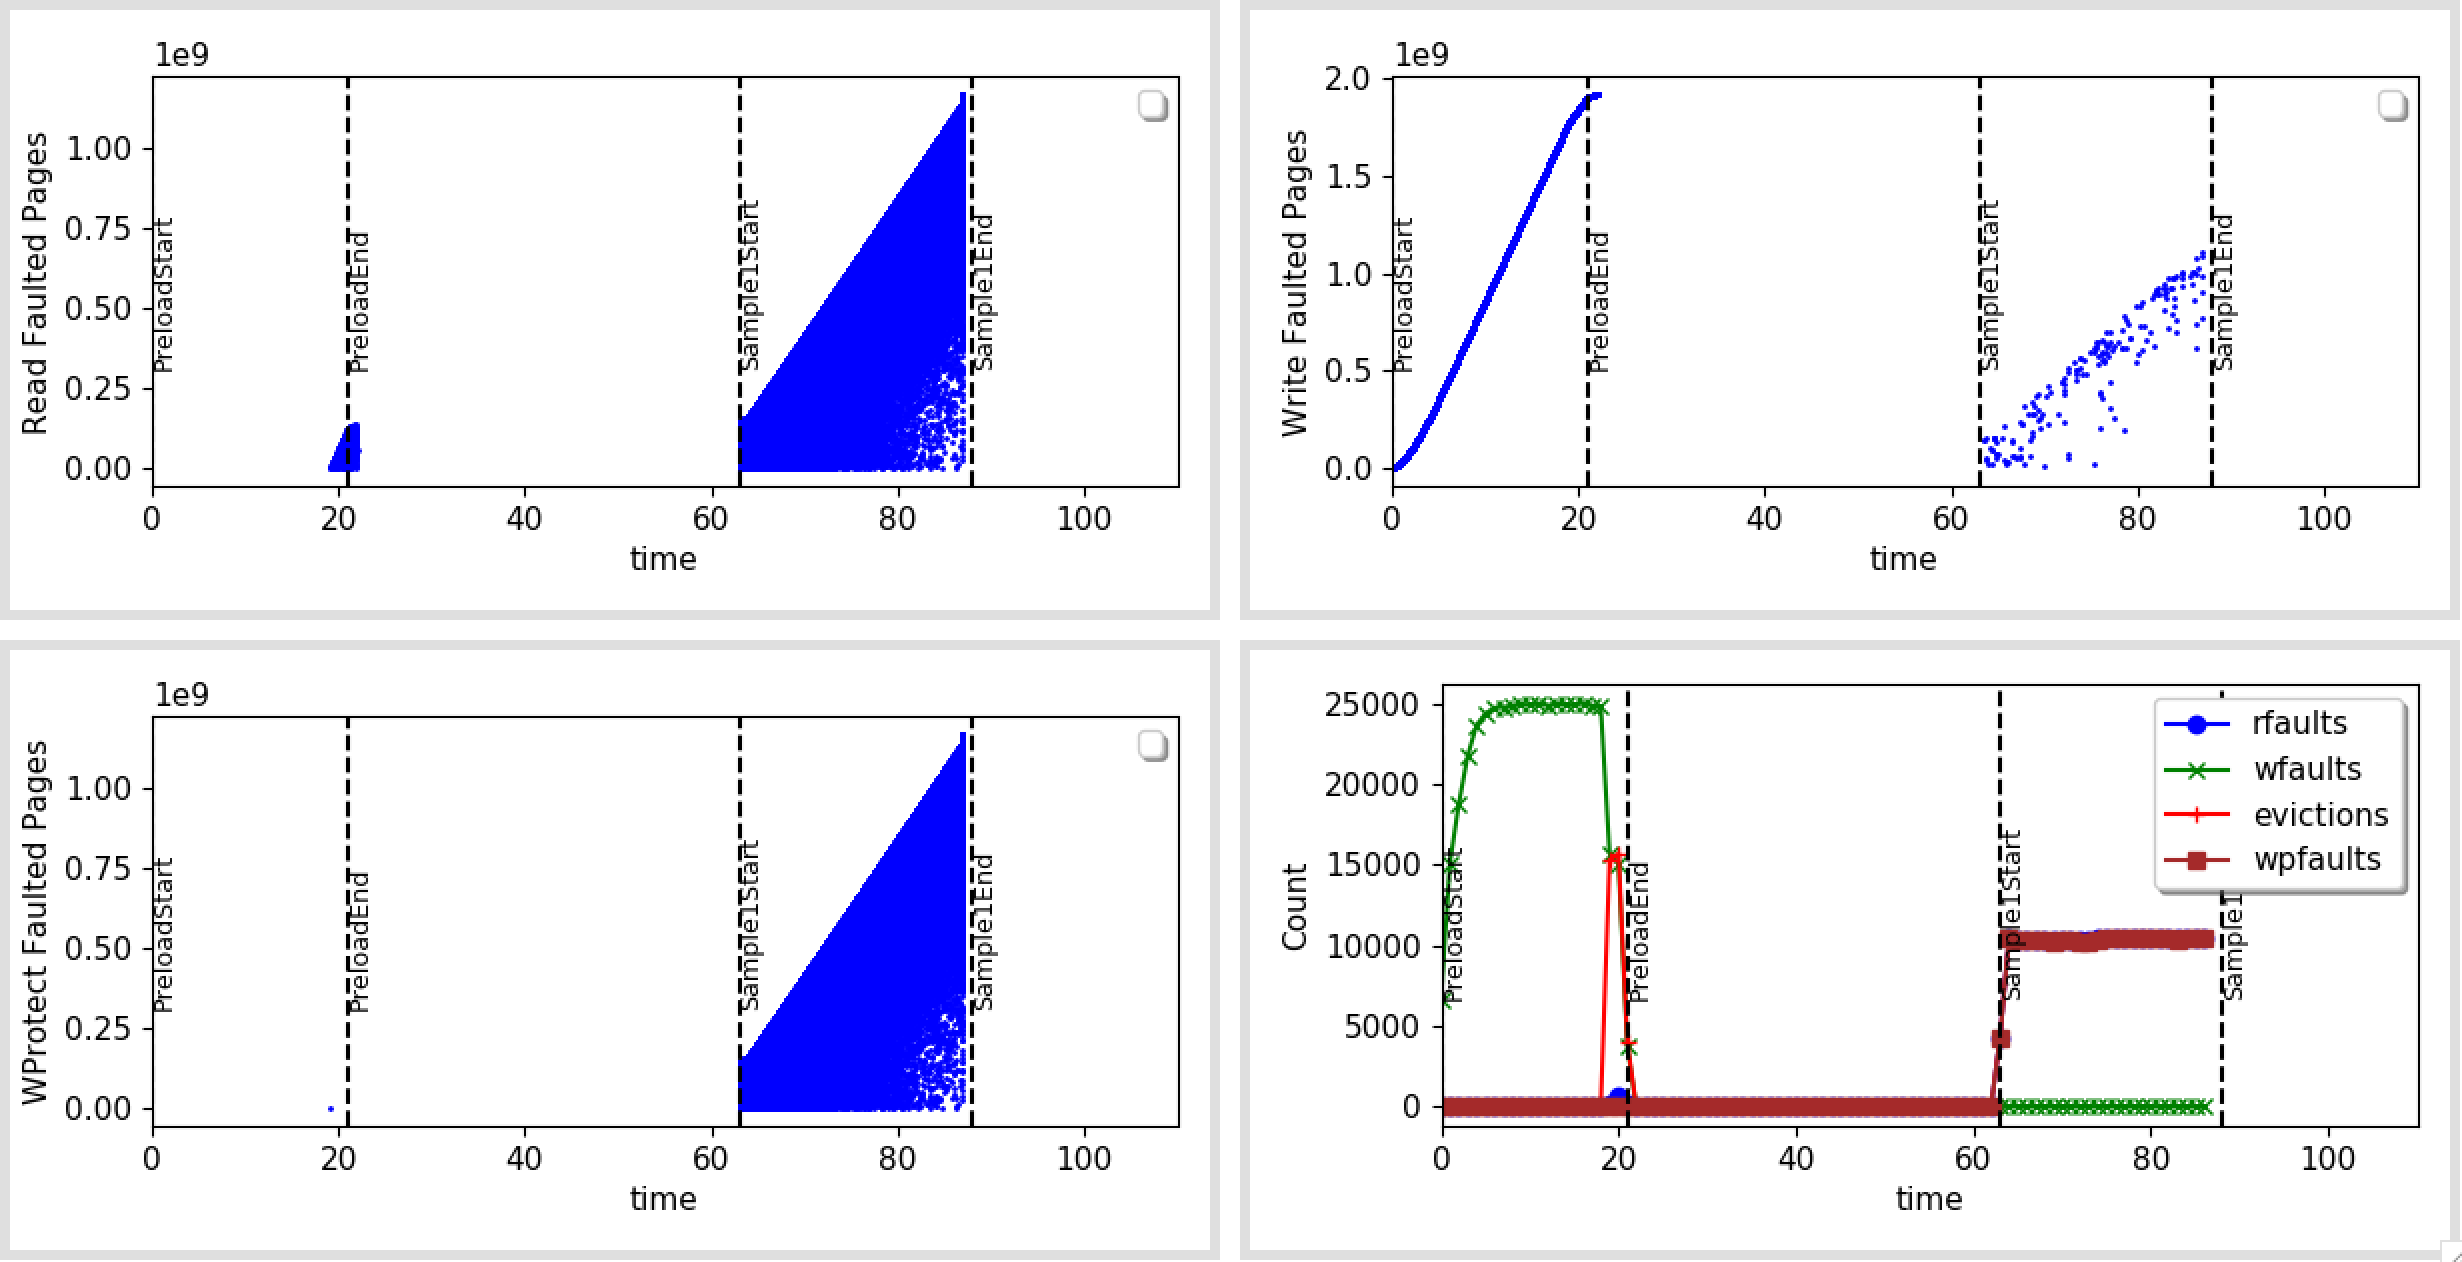 1e9
Read Faulted Pages
1.00
0.75
0.50
0.25
0.00
PreloadStart
PreloadEnd
Sample1Start
Sample1End
0 20 40 60 80 100
time
1e9
Write Faulted Pages
2.0
1.5
1.0
0.5
0.0
PreloadStart
PreloadEnd
Sample1Start
Sample1End
0 20 40 60 80 100
time
1e9
WProtect Faulted Pages
1.00
0.75
0.50
0.25
0.00
PreloadStart
PreloadEnd
Sample1Start
Sample1End
0 20 40 60 80 100
time
Count
25000
20000
15000
10000
5000
0
PreloadStart
PreloadEnd
Sample1Start
Sample1
rfaults
wfaults
evictions
wpfaults
0 20 40 60 80 100
time